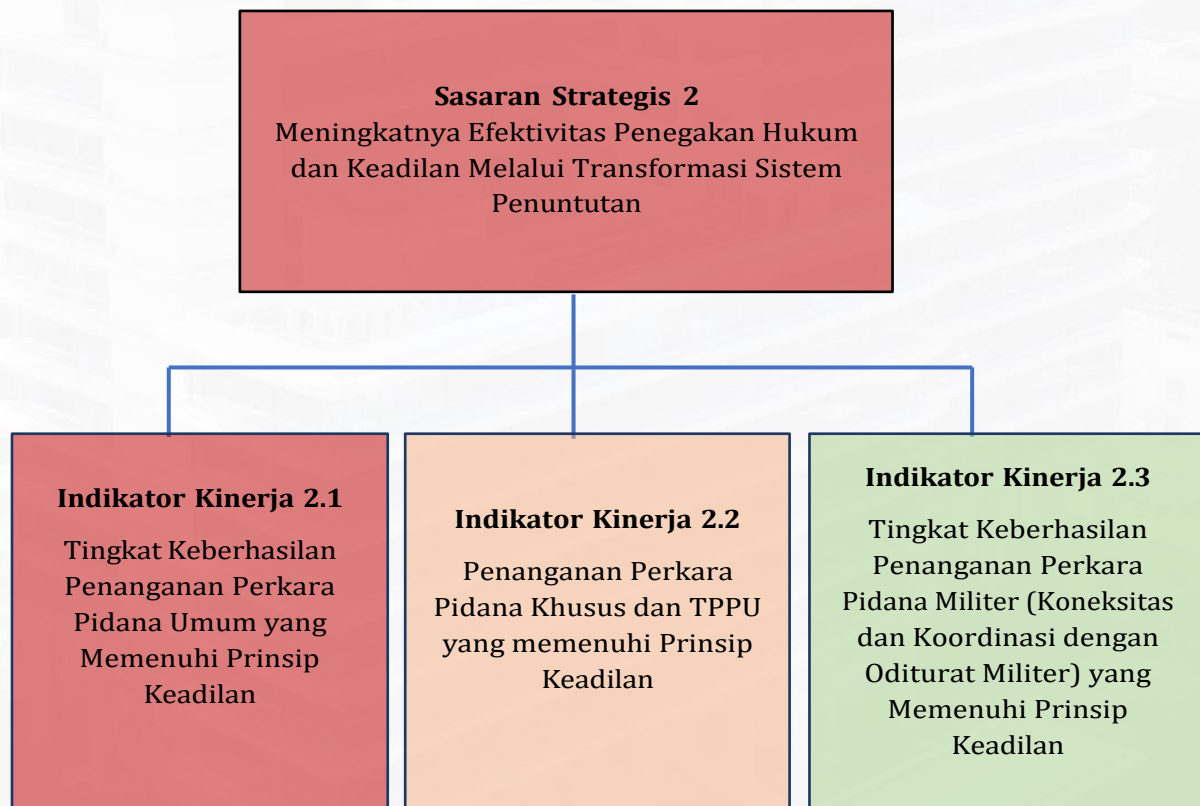 Sasaran Strategis 2
Meningkatnya Efektivitas Penegakan Hukum
dan Keadilan Melalui Transformasi Sistem
Penuntutan
Indikator Kinerja 2.1
Tingkat Keberhasilan
Penanganan Perkara
Pidana Umum yang
Memenuhi Prinsip
Keadilan
Indikator Kinerja 2.2
Penanganan Perkara
Pidana Khusus dan TPPU
yang memenuhi Prinsip
Keadilan
Indikator Kinerja 2.3
Tingkat Keberhasilan
Penanganan Perkara
Pidana Militer (Koneksitas
dan Koordinasi dengan
Oditurat Militer) yang
Memenuhi Prinsip
Keadilan